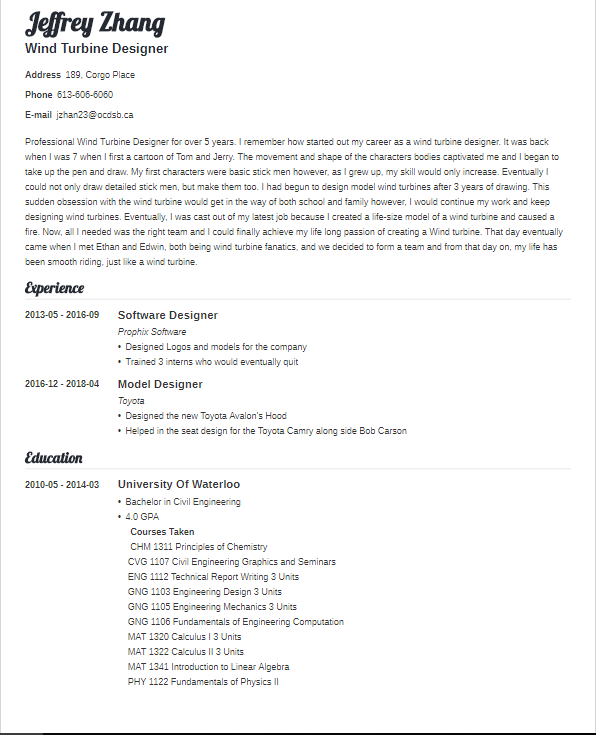 Jeffrey Zhang
Wind Turbine Designer
Address 189, Corgo Place
Phone 613-606-6060
E-mail jzhan23@ocdsb.ca
Professional Wind Turbine Designer for over 5 years. I remember how started out my career as a wind turbine designer. It was back
when I was 7 when I first a cartoon of Tom and Jerry. The movement and shape of the characters bodies captivated me and I began to
take up the pen and draw. My first characters were basic stick men however, as I grew up, my skill would only increase. Eventually I
could not only draw detailed stick men, but make them too. I had begun to design model wind turbines after 3 years of drawing. This
sudden obsession with the wind turbine would get in the way of both school and family however, I would continue my work and keep
designing wind turbines. Eventually, I was cast out of my latest job because I created a life-size model of a wind turbine and caused a
fire. Now, all I needed was the right team and I could finally achieve my life long passion of creating a Wind turbine. That day eventually
came when I met Ethan and Edwin, both being wind turbine fanatics, and we decided to form a team and from that day on, my life has
been smooth riding, just like a wind turbine.
Experience
2013-05 - 2016-09 Software Designer
Prophix Software
• Designed Logos and models for the company
• Trained 3 interns who would eventually quit
2016-12 - 2018-04 Model Designer
Toyota
• Designed the new Toyota Avalon's Hood
• Helped in the seat design for the Toyota Camry along side Bob Carson
Education
2010-05 - 2014-03 University Of Waterloo
• Bachelor in Civil Engineering
• 4.0 GPA
Courses Taken
CHM 1311 Principles of Chemistry
CVG 1107 Civil Engineering Graphics and Seminars
ENG 1112 Technical Report Writing 3 Units
GNG 1103 Engineering Design 3 Units
GNG 1105 Engineering Mechanics 3 Units
GNG 1106 Fundamentals of Engineering Computation
MAT 1320 Calculus I 3 Units
MAT 1322 Calculus II 3 Units
MAT 1341 Introduction to Linear Algebra
PHY 1122 Fundamentals of Physics II